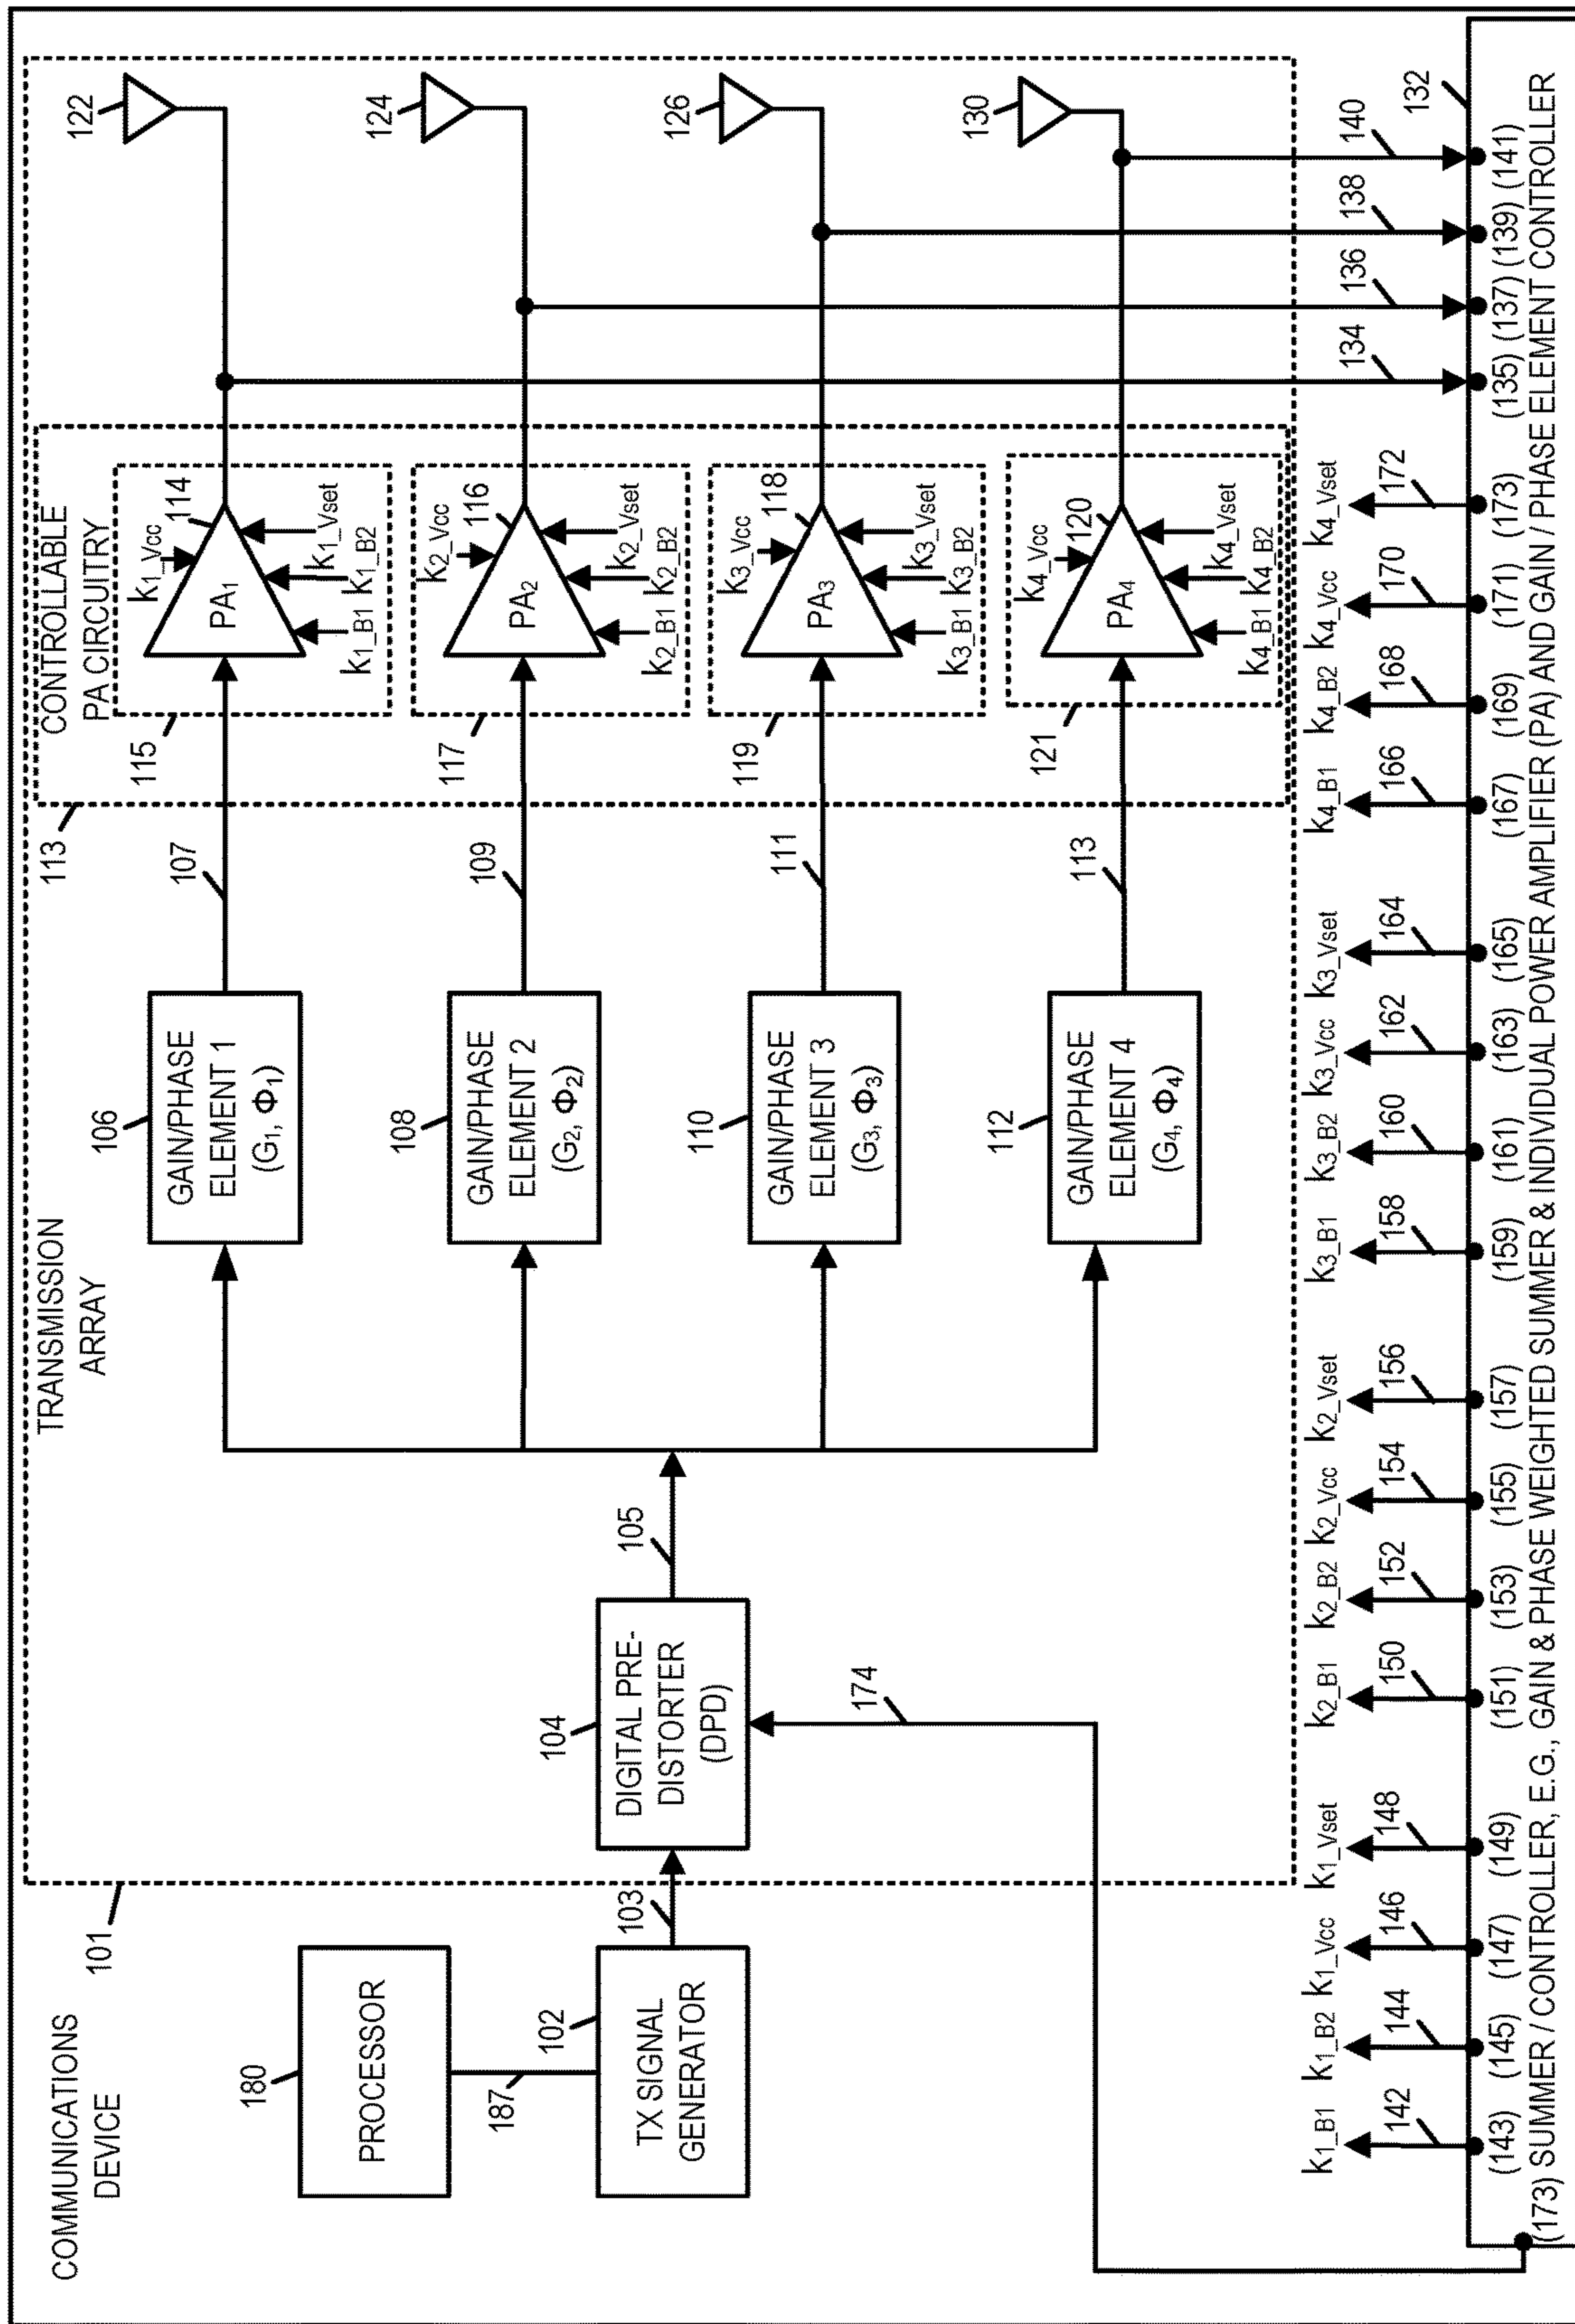 COMMUNICATIONS
DEVICE
101
TRANSMISSION
ARRAY
113
CONTROLLABLE
PA CIRCUITRY
180
PROCESSOR
187
102
TX SIGNAL
GENERATOR
103
104
DIGITAL PRE-
DISTORTER
(DPD)
105
174
106
GAIN/PHASE
ELEMENT 1
(G1, Φ1)
107
115
k1_Vcc
114
PA1
k1_Vset
k1_B1 k1_B2
122
108
GAIN/PHASE
ELEMENT 2
(G2, Φ2)
109
117
k2_Vcc
116
PA2
k2_Vset
k2_B1 k2_B2
124
110
GAIN/PHASE
ELEMENT 3
(G3, Φ3)
111
119
k3_Vcc
118
PA3
k3_Vset
k3_B1 k3_B2
126
112
GAIN/PHASE
ELEMENT 4
(G4, Φ4)
113
121
k4_Vcc
120
PA4
k4_Vset
k4_B1 k4_B2
130
k1_B1 k1_B2 k1_Vcc k1_Vset k2_B1 k2_B2 k2_Vcc k2_Vset k3_B1 k3_B2 k3_Vcc k3_Vset k4_B1 k4_B2 k4_Vcc k4_Vset
142 144 146 148 150 152 154 156 158 160 162 164 166 168 170 172 134 136 138 140 132
(143) (145) (147) (149) (151) (153) (155) (157) (159) (161) (163) (165) (167) (169) (171) (173) (135) (137) (139) (141)
(173) SUMMER / CONTROLLER, E.G., GAIN & PHASE WEIGHTED SUMMER & INDIVIDUAL POWER AMPLIFIER (PA) AND GAIN / PHASE ELEMENT CONTROLLER